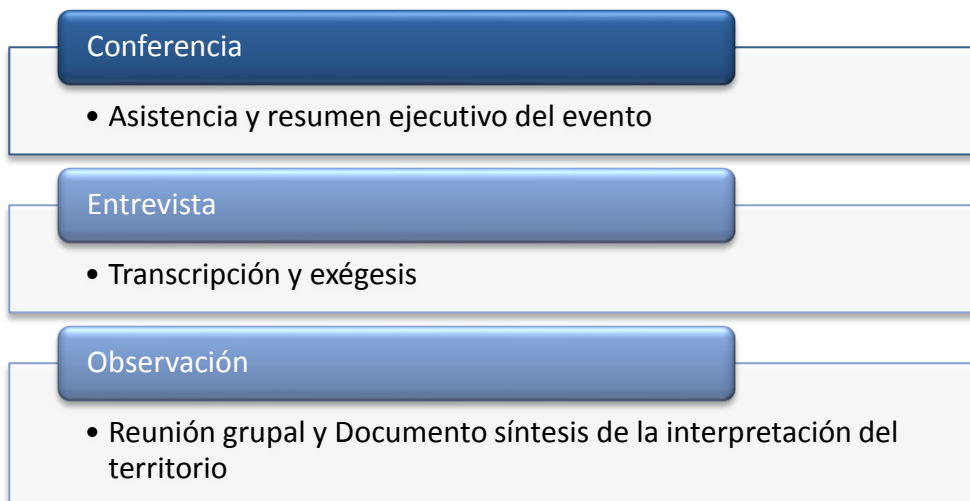 Conferencia
• Asistencia y resumen ejecutivo del evento
Entrevista
• Transcripción y exégesis
Observación
• Reunión grupal y Documento síntesis de la interpretación del
territorio